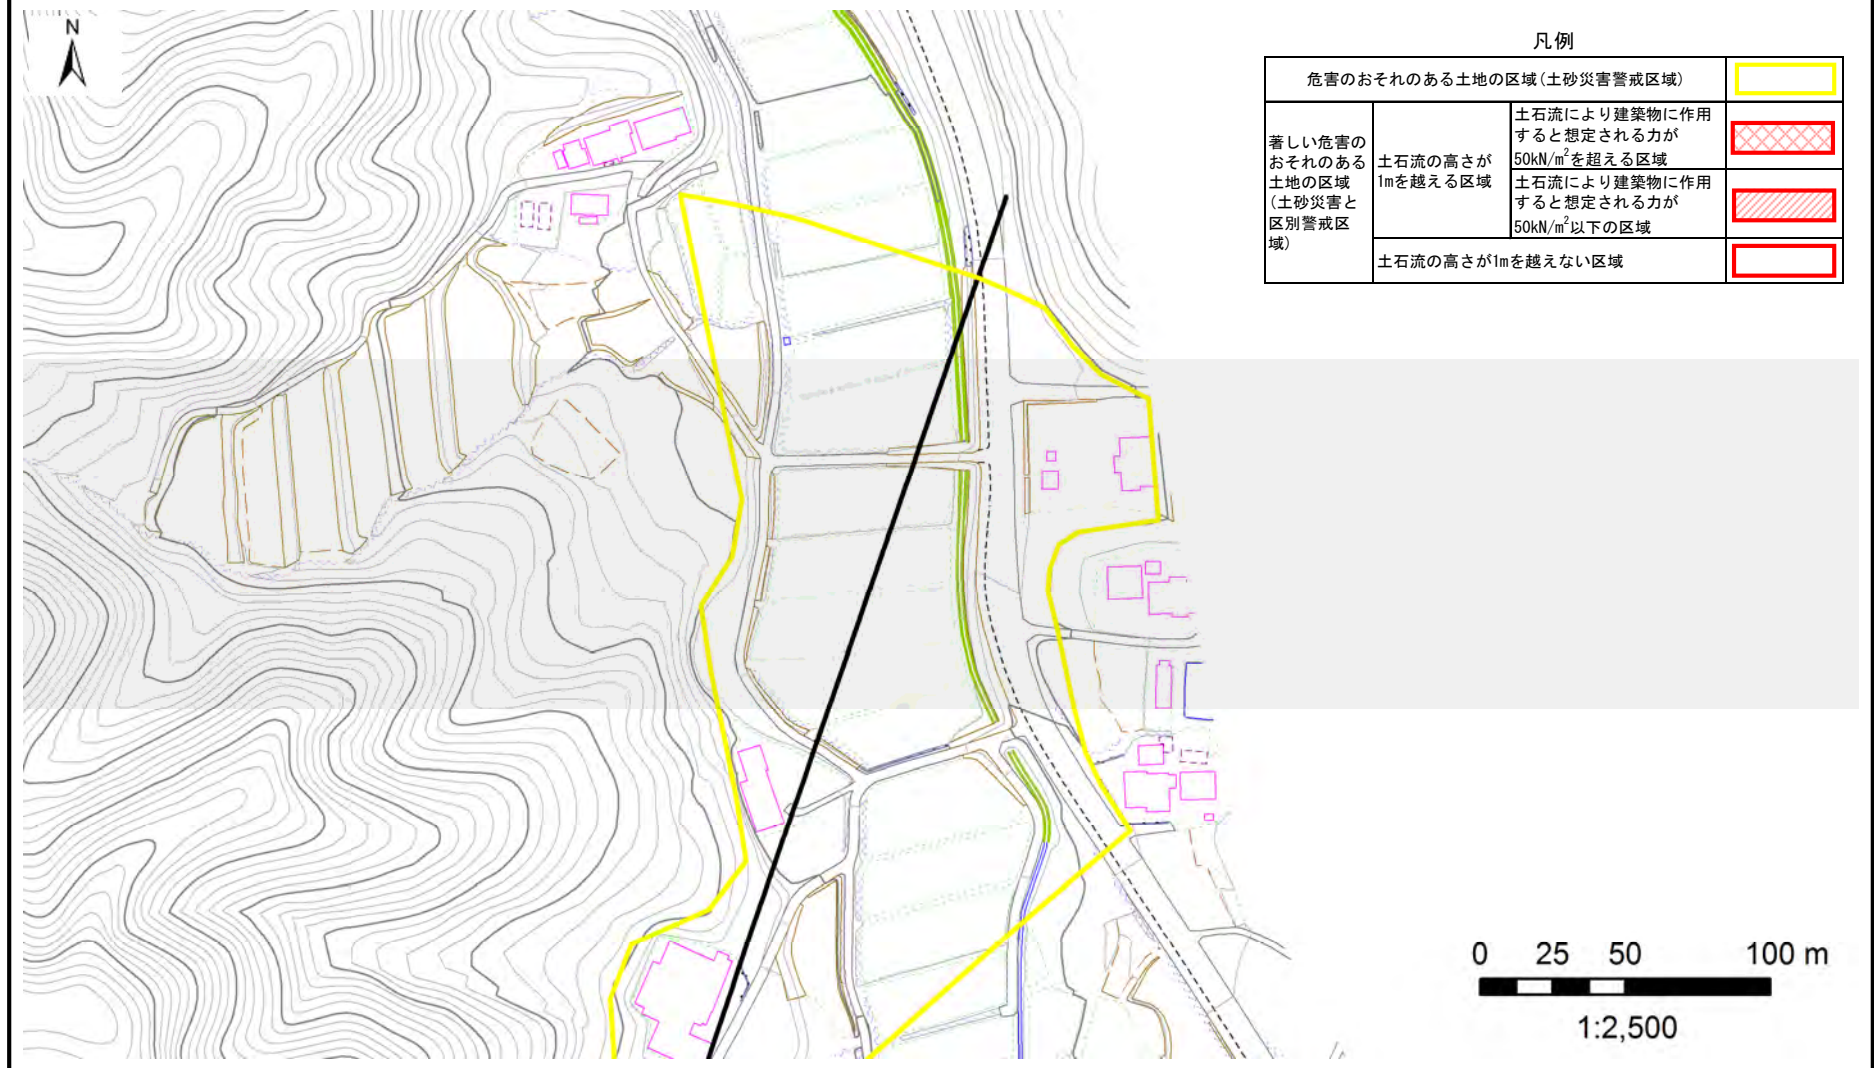 N
凡例
危害のおそれのある土地の区域(土砂災害警戒区域)
著しい危害の
おそれのある
土地の区域
(土砂災害と
区別警戒区
域)
土石流の高さが
1mを越える区域
土石流により建築物に作用
すると想定される力が
50kN/m²を超える区域
土石流により建築物に作用
すると想定される力が
50kN/m²以下の区域
土石流の高さが1mを越えない区域
0 25 50 100 m
1:2,500